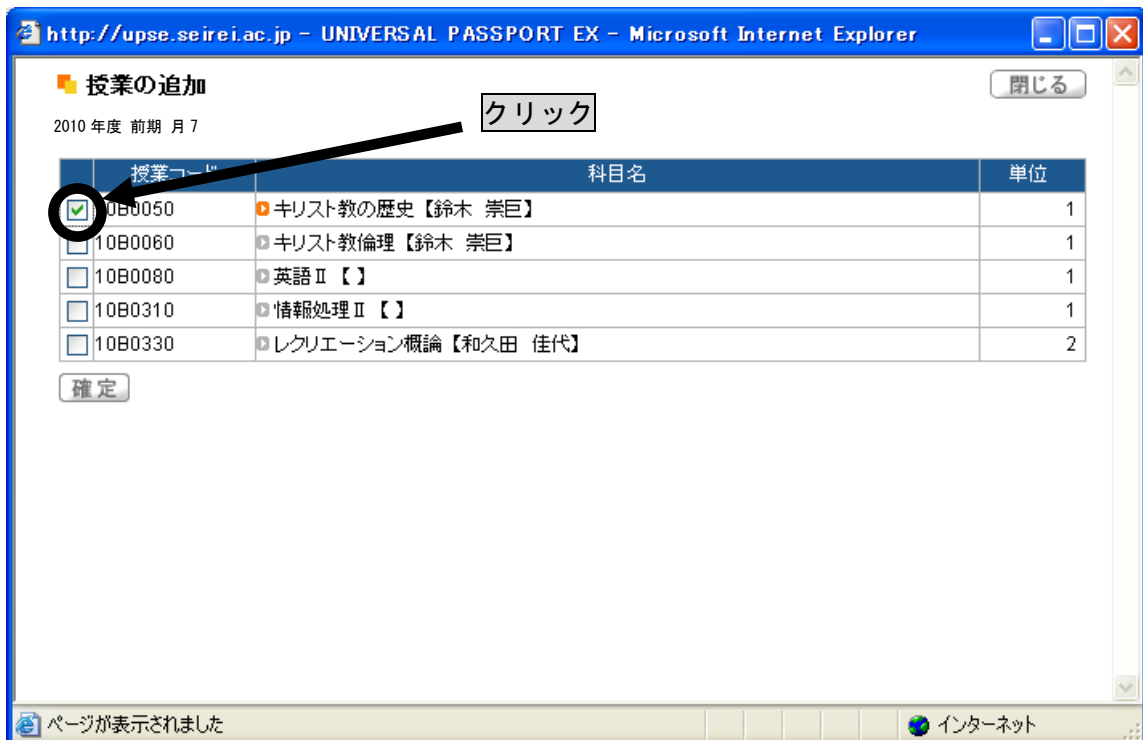 http://upse.seirei.ac.jp - UNIVERSAL PASSPORT EX - Microsoft Internet Explorer
授業の追加
閉じる
クリック
2010 年度 前期 月 7
授業コード 科目名 単位
10B0050 キリスト教の歴史【鈴木 崇巨】 1
10B0060 キリスト教倫理【鈴木 崇巨】 1
10B0080 英語Ⅱ【】 1
10B0310 情報処理Ⅱ【】 1
10B0330 レクリエーション概論【和久田 佳代】 2
確定
ページが表示されました インターネット